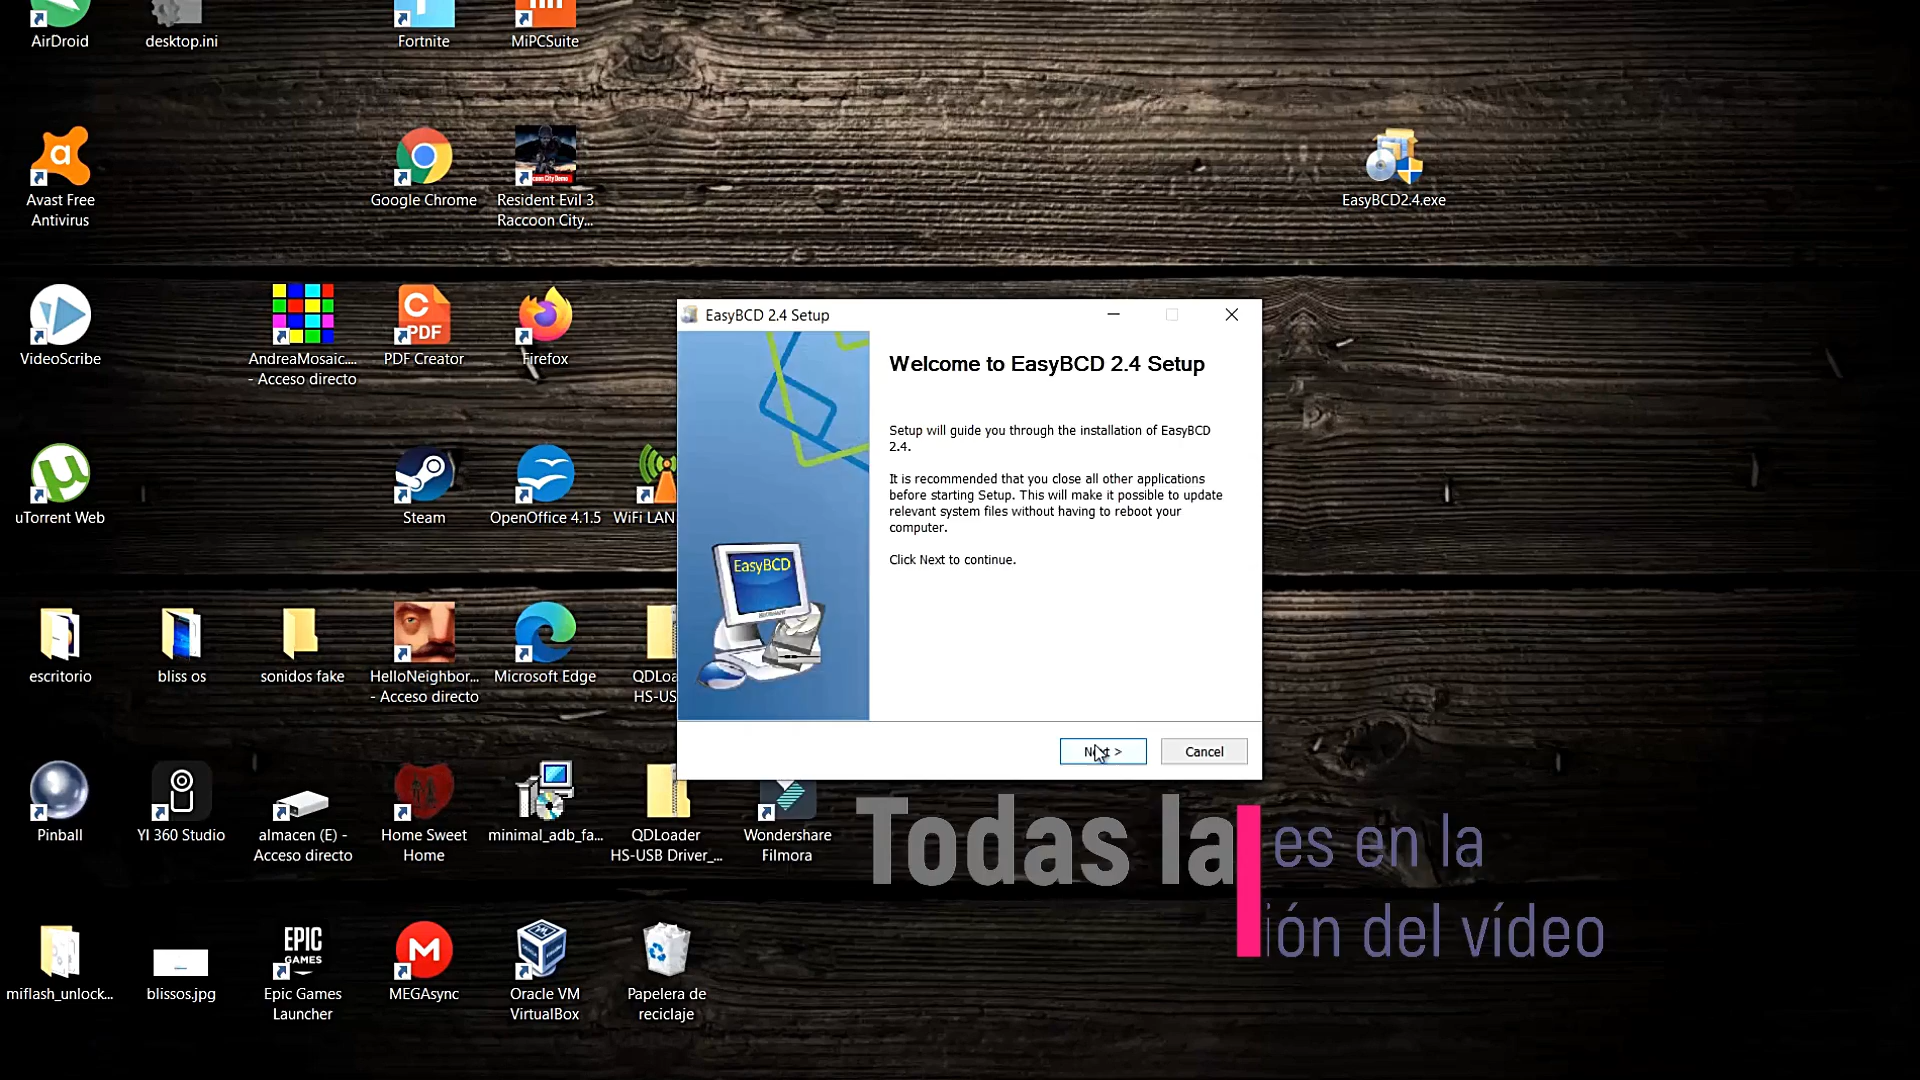 AirDroid
desktop.ini
Fortnite
MiPCSuite
Avast Free
Antivirus
Google Chrome
Resident Evil 3
Raccoon City...
EasyBCD2.4.exe
VideoScribe
AndreaMosaic....
- Acceso directo
PDF Creator
Firefox
uTorrent Web
Steam
OpenOffice 4.1.5
WiFi LAN
EasyBCD 2.4 Setup
Welcome to EasyBCD 2.4 Setup
Setup will guide you through the installation of EasyBCD
2.4.
It is recommended that you close all other applications
before starting Setup. This will make it possible to update
relevant system files without having to reboot your
computer.
Click Next to continue.
EasyBCD
Next >
Cancel
escritorio
bliss os
sonidos fake
HelloNeighbor...
- Acceso directo
Microsoft Edge
QDLoa
HS-US
Pinball
YI 360 Studio
almacen (E) -
Acceso directo
Home Sweet
Home
minimal_adb_fa...
QDLoader
HS-USB Driver_...
Wondershare
Filmora
Todas la
es en la
ión del vídeo
miflash_unlock...
blissos.jpg
EPIC
GAMES
Epic Games
Launcher
MEGAsync
Oracle VM
VirtualBox
Papelera de
reciclaje